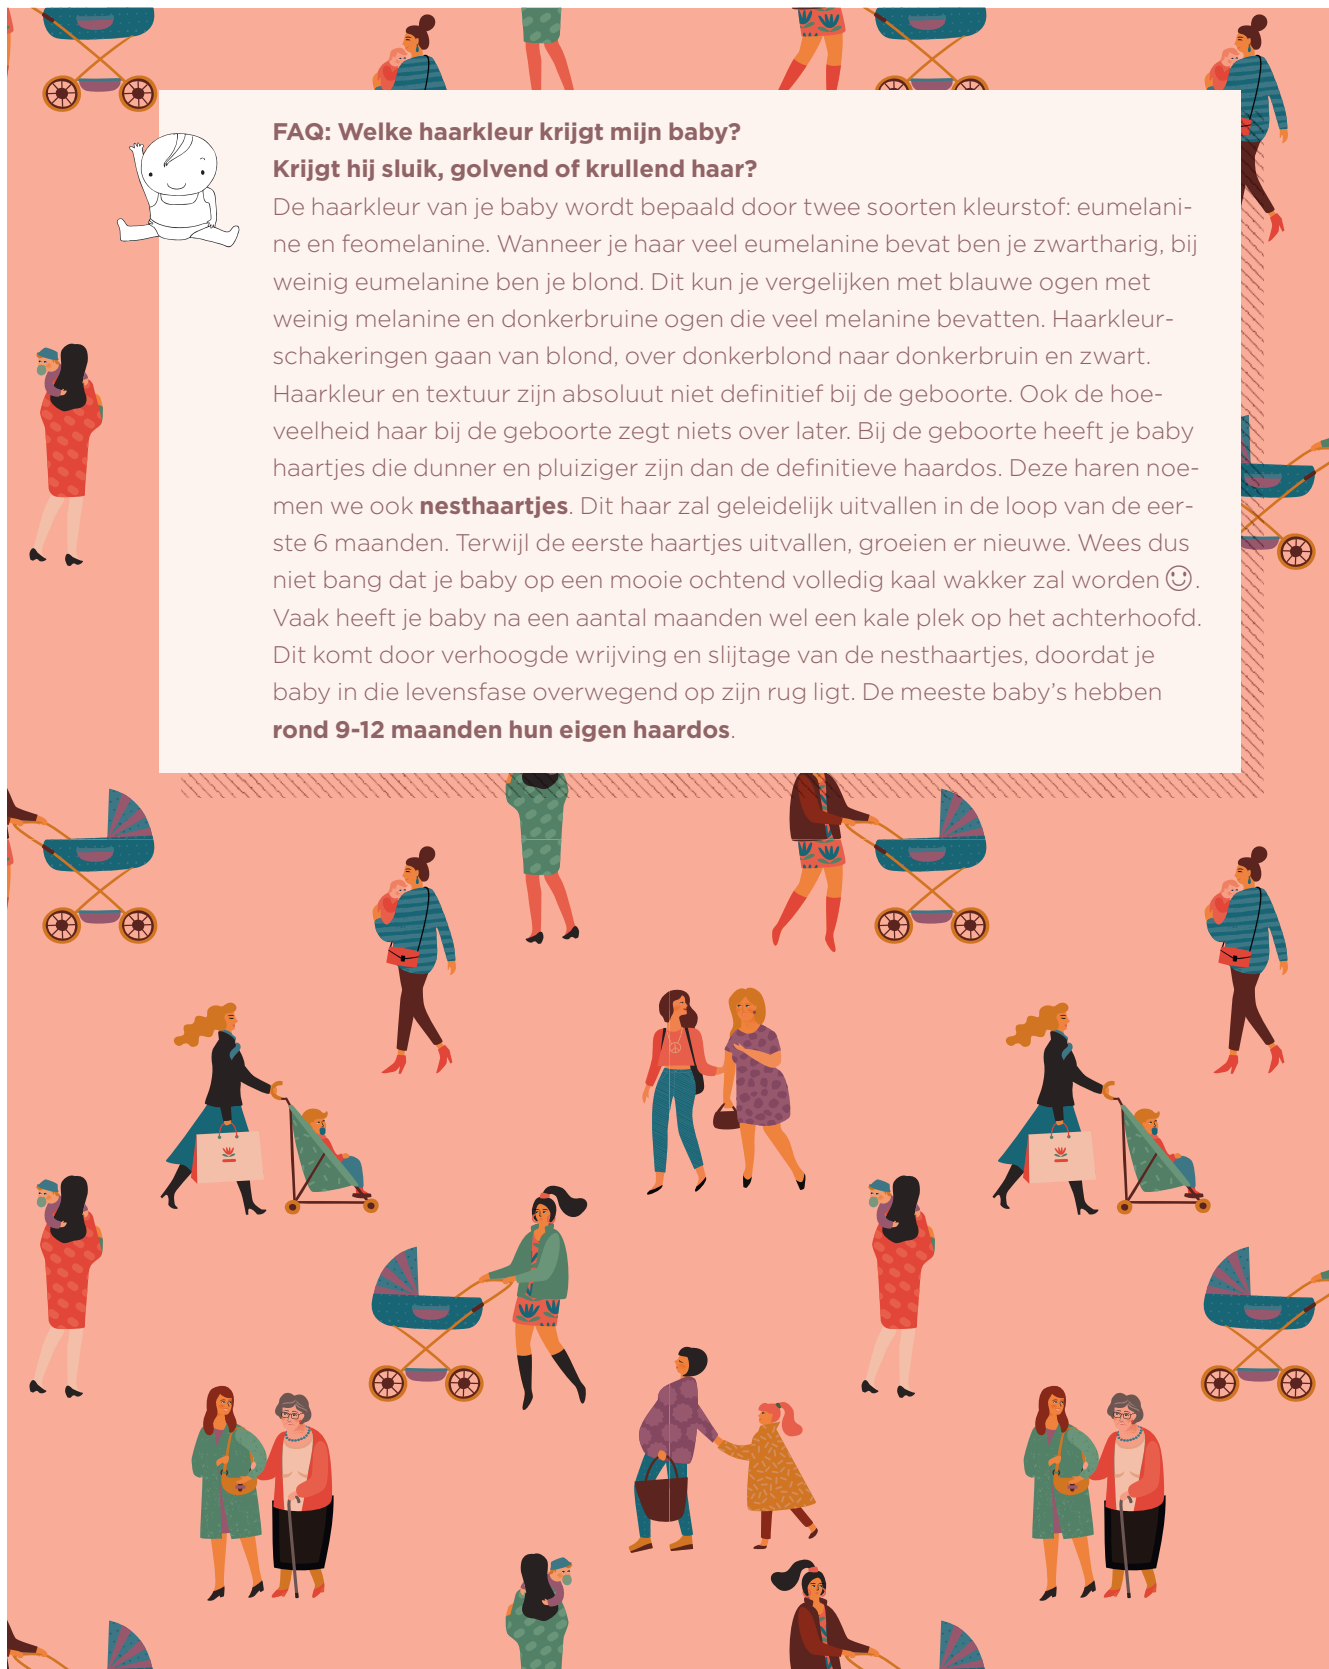 FAQ: Welke haarkleur krijgt mijn baby?
Krijgt hij sluik, golvend of krullend haar?
De haarkleur van je baby wordt bepaald door twee soorten kleurstof: eumelani-
ne en feomelanine. Wanneer je haar veel eumelanine bevat ben je zwartharig, bij
weinig eumelanine ben je blond. Dit kun je vergelijken met blauwe ogen met
weinig melanine en donkerbruine ogen die veel melanine bevatten. Haarkleur-
schakeringen gaan van blond, over donkerblond naar donkerbruin en zwart.
Haarkleur en textuur zijn absoluut niet definitief bij de geboorte. Ook de hoe-
veelheid haar bij de geboorte zegt niets over later. Bij de geboorte heeft je baby
haartjes die dunner en pluiziger zijn dan de definitieve haardos. Deze haren noe-
men we ook nesthaartjes. Dit haar zal geleidelijk uitvallen in de loop van de eer-
ste 6 maanden. Terwijl de eerste haartjes uitvallen, groeien er nieuwe. Wees dus
niet bang dat je baby op een mooie ochtend volledig kaal wakker zal worden ☺.
Vaak heeft je baby na een aantal maanden wel een kale plek op het achterhoofd.
Dit komt door verhoogde wrijving en slijtage van de nesthaartjes, doordat je
baby in die levensfase overwegend op zijn rug ligt. De meeste baby’s hebben
rond 9-12 maanden hun eigen haardos.